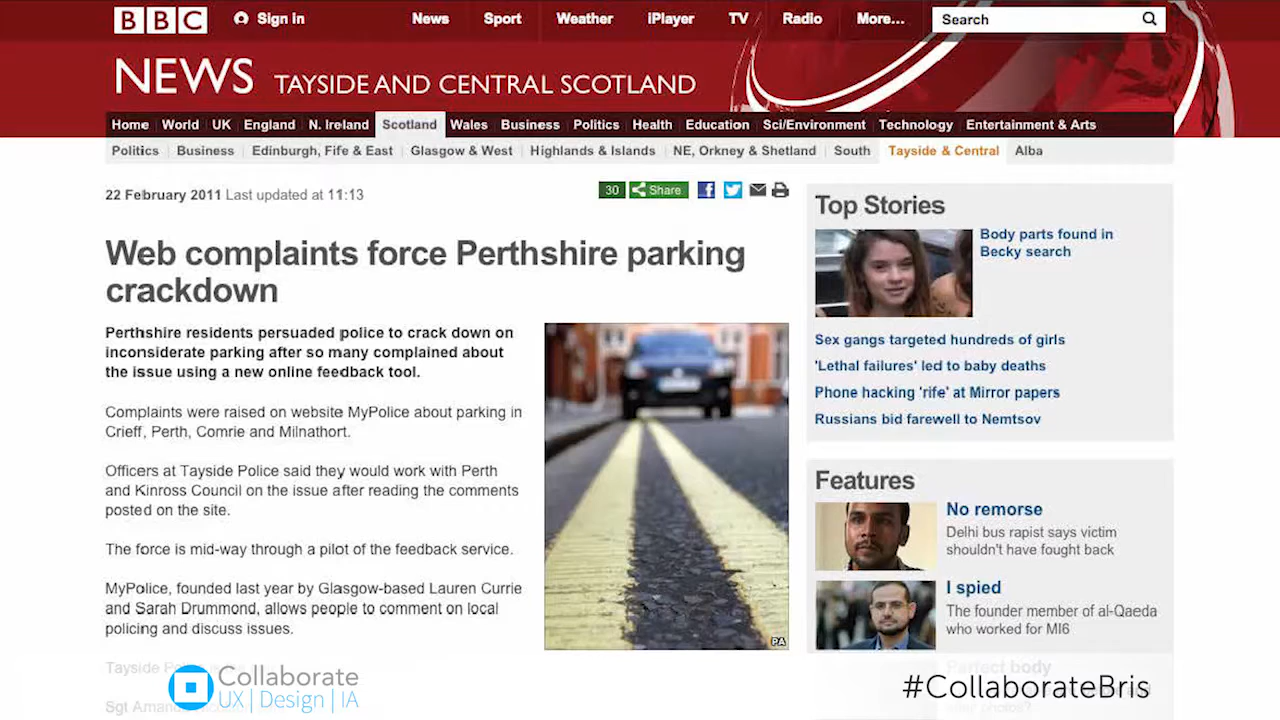 BBC Sign in News Sport Weather iPlayer TV Radio More... Search
NEWS TAYSIDE AND CENTRAL SCOTLAND
Home World UK England N. Ireland Scotland Wales Business Politics Health Education Sci/Environment Technology Entertainment & Arts
Politics Business Edinburgh, Fife & East Glasgow & West Highlands & Islands NE, Orkney & Shetland South Tayside & Central Alba
22 February 2011 Last updated at 11:13
30 Share
Web complaints force Perthshire parking
crackdown
Perthshire residents persuaded police to crack down on
inconsiderate parking after so many complained about
the issue using a new online feedback tool.
Complaints were raised on website MyPolice about parking in
Crieff, Perth, Comrie and Milnathort.
Officers at Tayside Police said they would work with Perth
and Kinross Council on the issue after reading the comments
posted on the site.
The force is mid-way through a pilot of the feedback service.
MyPolice, founded last year by Glasgow-based Lauren Currie
and Sarah Drummond, allows people to comment on local
policing and discuss issues.
PA
Top Stories
Body parts found in
Becky search
Sex gangs targeted hundreds of girls
'Lethal failures' led to baby deaths
Phone hacking 'rife' at Mirror papers
Russians bid farewell to Nemtsov
Features
No remorse
Delhi bus rapist says victim
shouldn't have fought back
I spied
The founder member of al-Qaeda
who worked for MI6
Perfect body
Tayside
Sgt
Collaborate
UX | Design | IA
#CollaborateBris